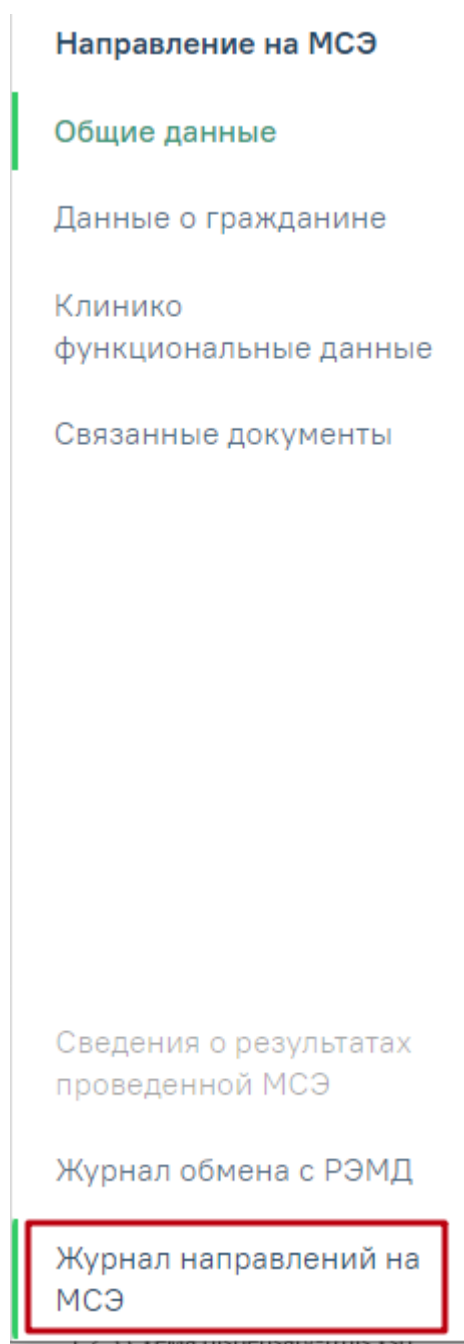 Направление на МСЭ
Общие данные
Данные о гражданине
Клинико
функциональные данные
Связанные документы
Сведения о результатах
проведенной МСЭ
Журнал обмена с РЭМД
Журнал направлений на
МСЭ